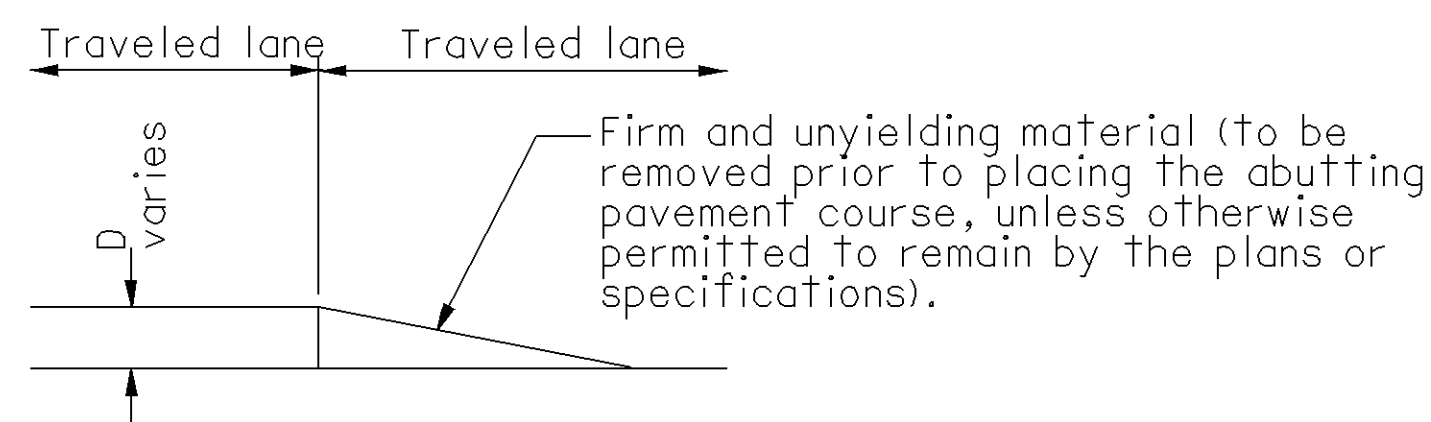 Traveled lane
Traveled lane
D
varies
Firm and unyielding material (to be
removed prior to placing the abutting
pavement course, unless otherwise
permitted to remain by the plans or
specifications).